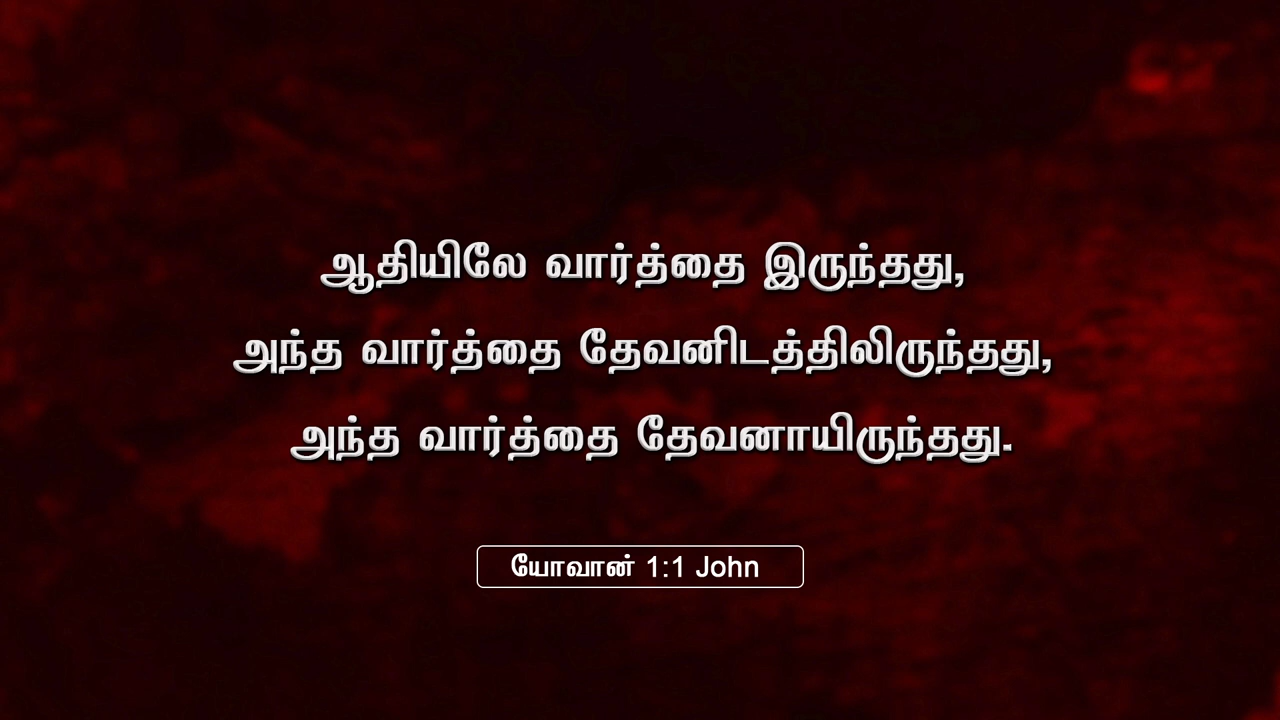 ஆதியிலே வார்த்தை இருந்தது,
அந்த வார்த்தை தேவனிடத்திலிருந்தது,
அந்த வார்த்தை தேவனாயிருந்தது.
யோவான் 1:1 John